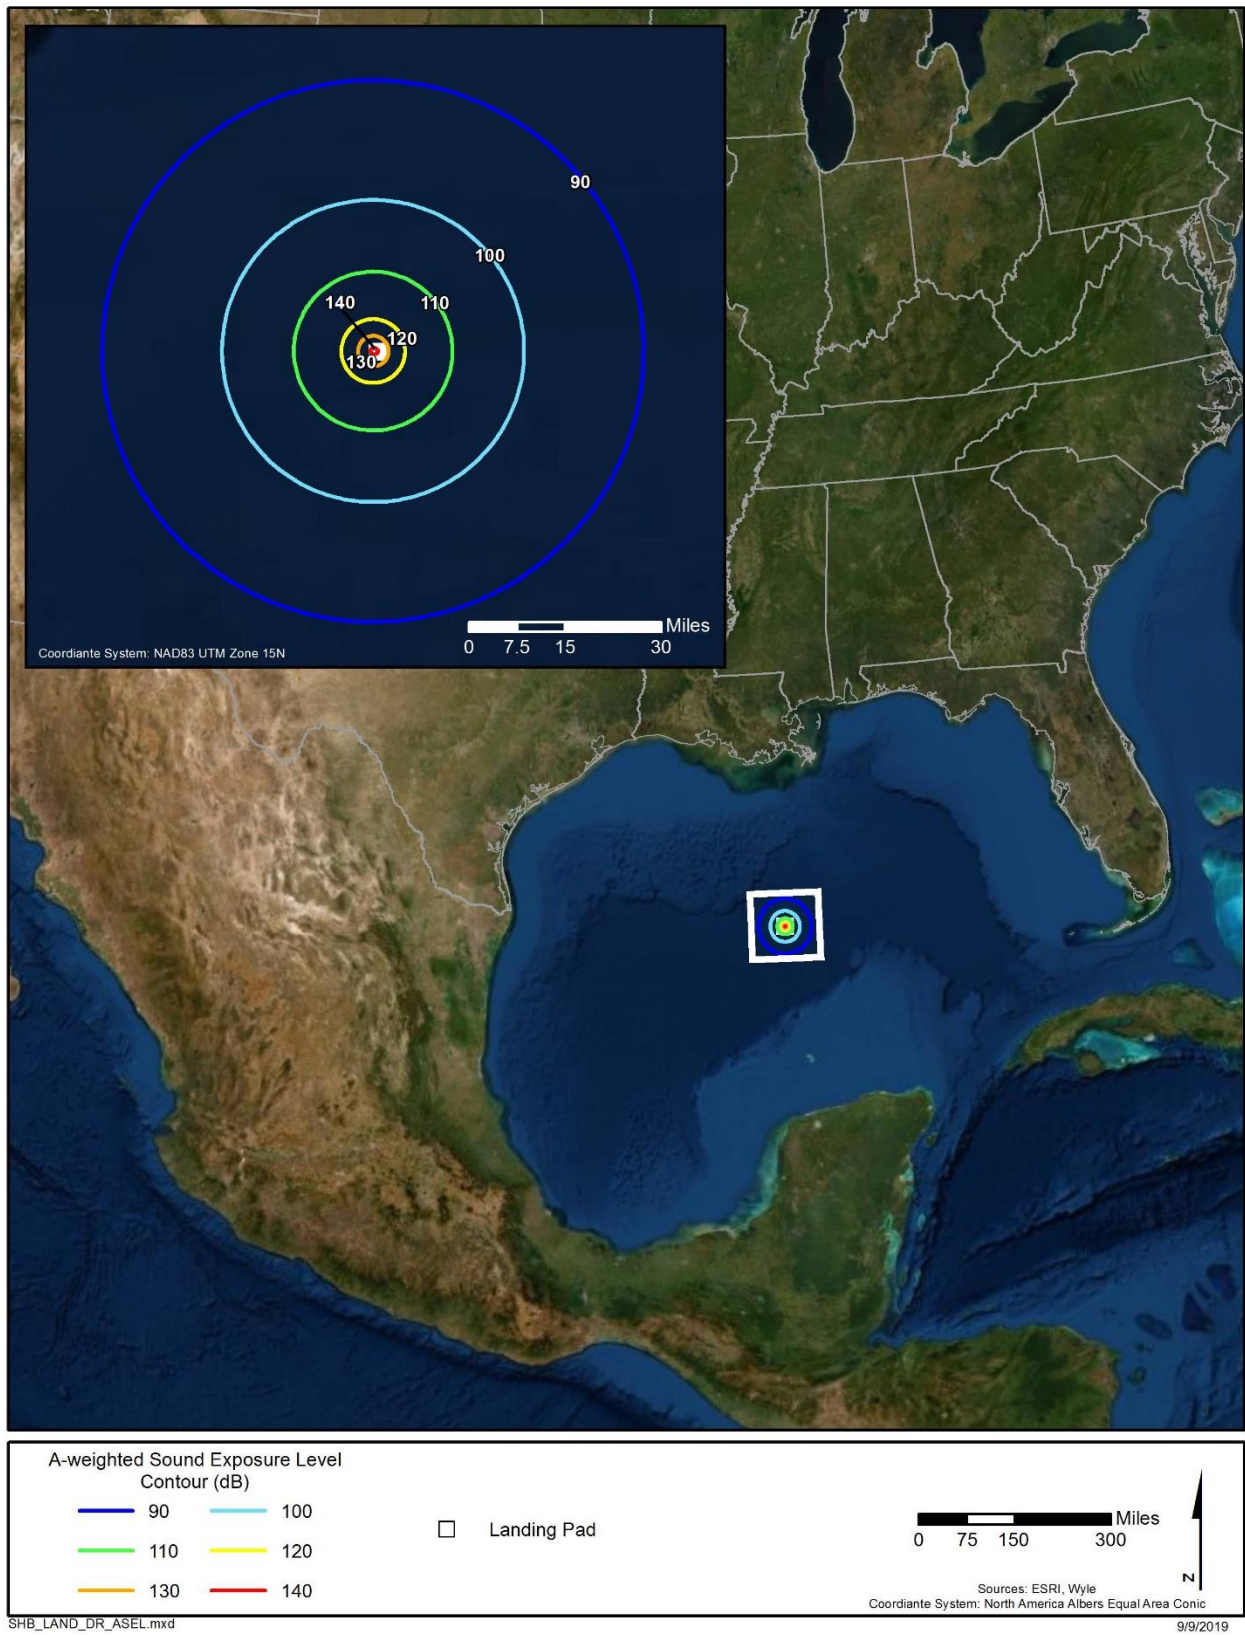 90
100
140
110
120
130
Miles
0 7.5 15 30
Coordiante System: NAD83 UTM Zone 15N
A-weighted Sound Exposure Level
Contour (dB)
90 100
110 120
130 140
Landing Pad
Miles
0 75 150 300
N
Sources: ESRI, Wyle
Coordiante System: North America Albers Equal Area Conic
SHB_LAND_DR_ASEL.mxd
9/9/2019